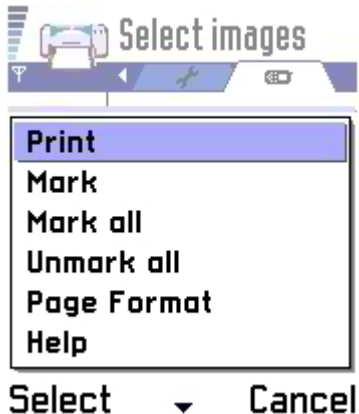 Select images
Print
Mark
Mark all
Unmark all
Page Format
Help
Select Cancel